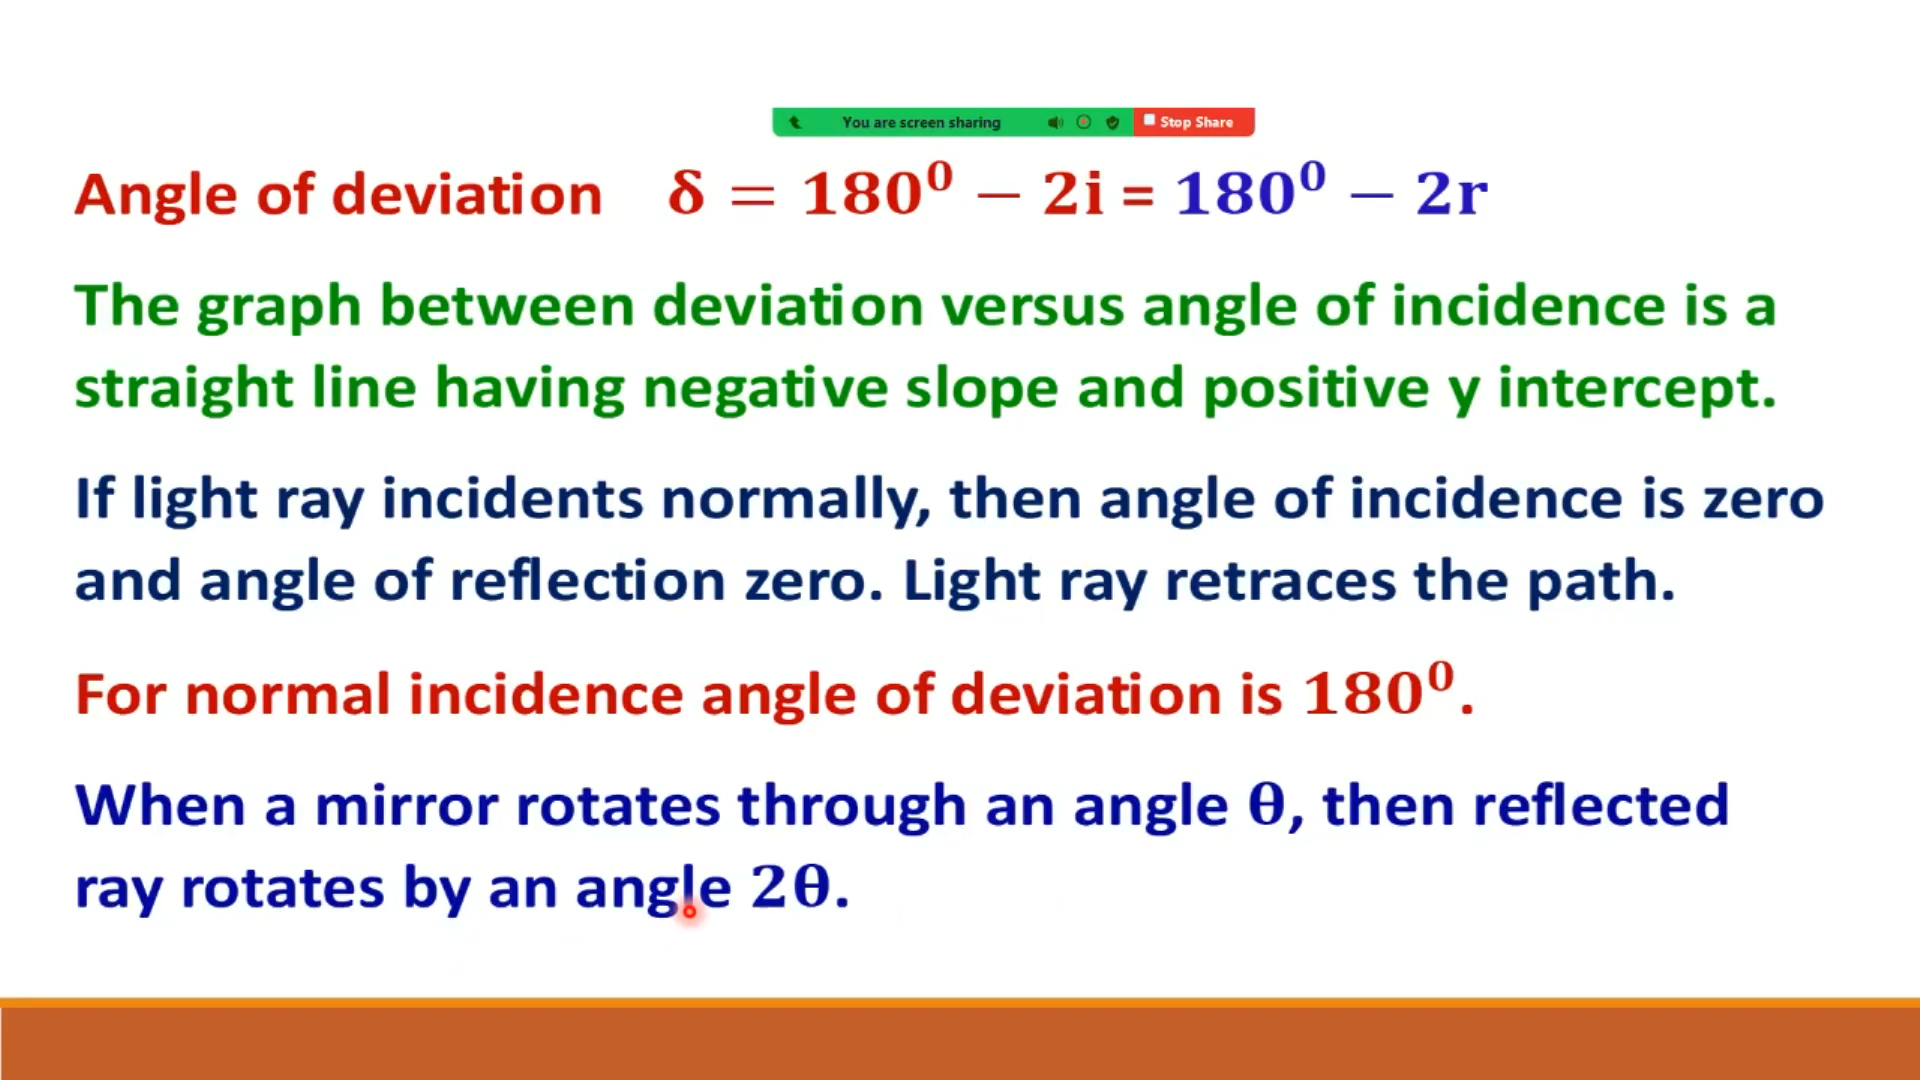 You are screen sharing Stop Share
Angle of deviation δ = 180⁰ − 2i = 180⁰ − 2r
The graph between deviation versus angle of incidence is a
straight line having negative slope and positive y intercept.
If light ray incidents normally, then angle of incidence is zero
and angle of reflection zero. Light ray retraces the path.
For normal incidence angle of deviation is 180⁰.
When a mirror rotates through an angle θ, then reflected
ray rotates by an angle 2θ.